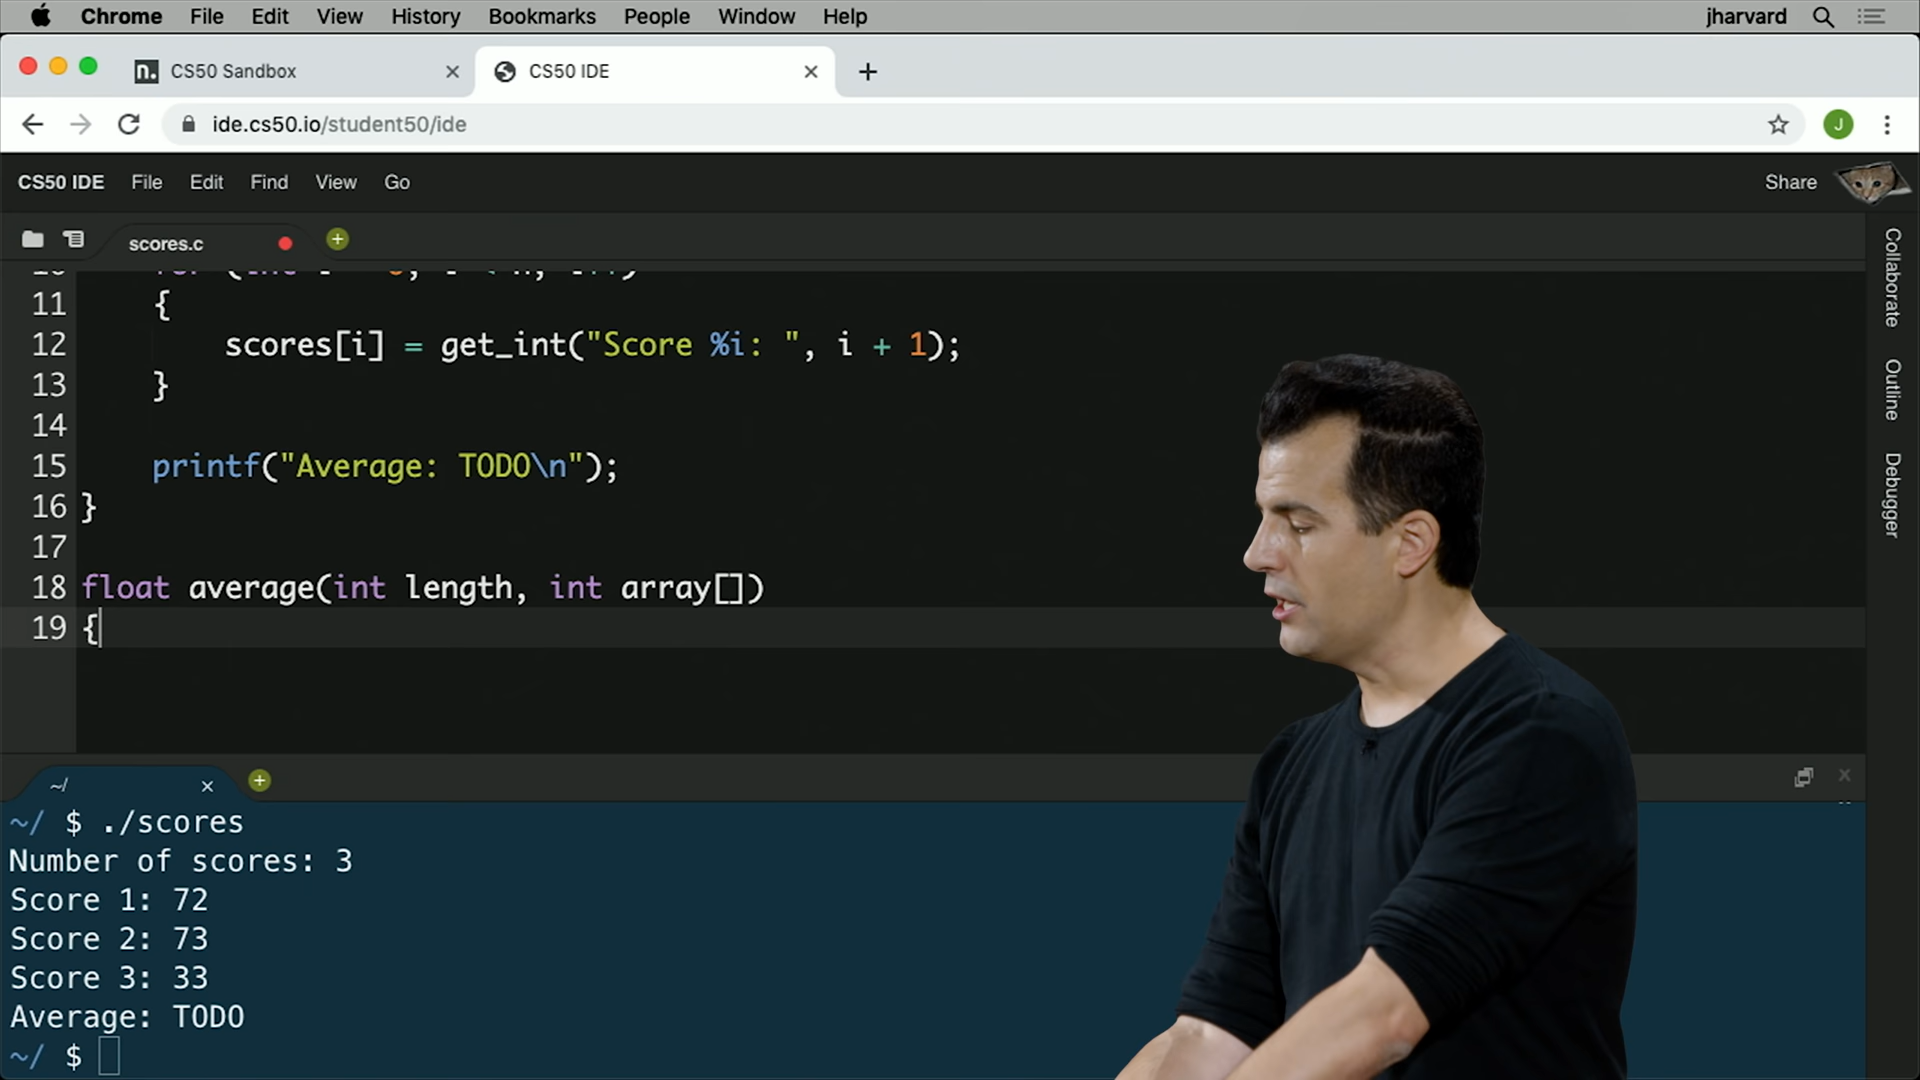 Chrome File Edit View History Bookmarks People Window Help jharvard
n. CS50 Sandbox CS50 IDE
ide.cs50.io/student50/ide J
CS50 IDE File Edit Find View Go Share
scores.c
11 {
12 scores[i] = get_int("Score %i: ", i + 1);
13 }
14
15 printf("Average: TODO\n");
16 }
17
18 float average(int length, int array[])
19 {
Collaborate
Outline
Debugger
~/
~/ $ ./scores
Number of scores: 3
Score 1: 72
Score 2: 73
Score 3: 33
Average: TODO
~/ $